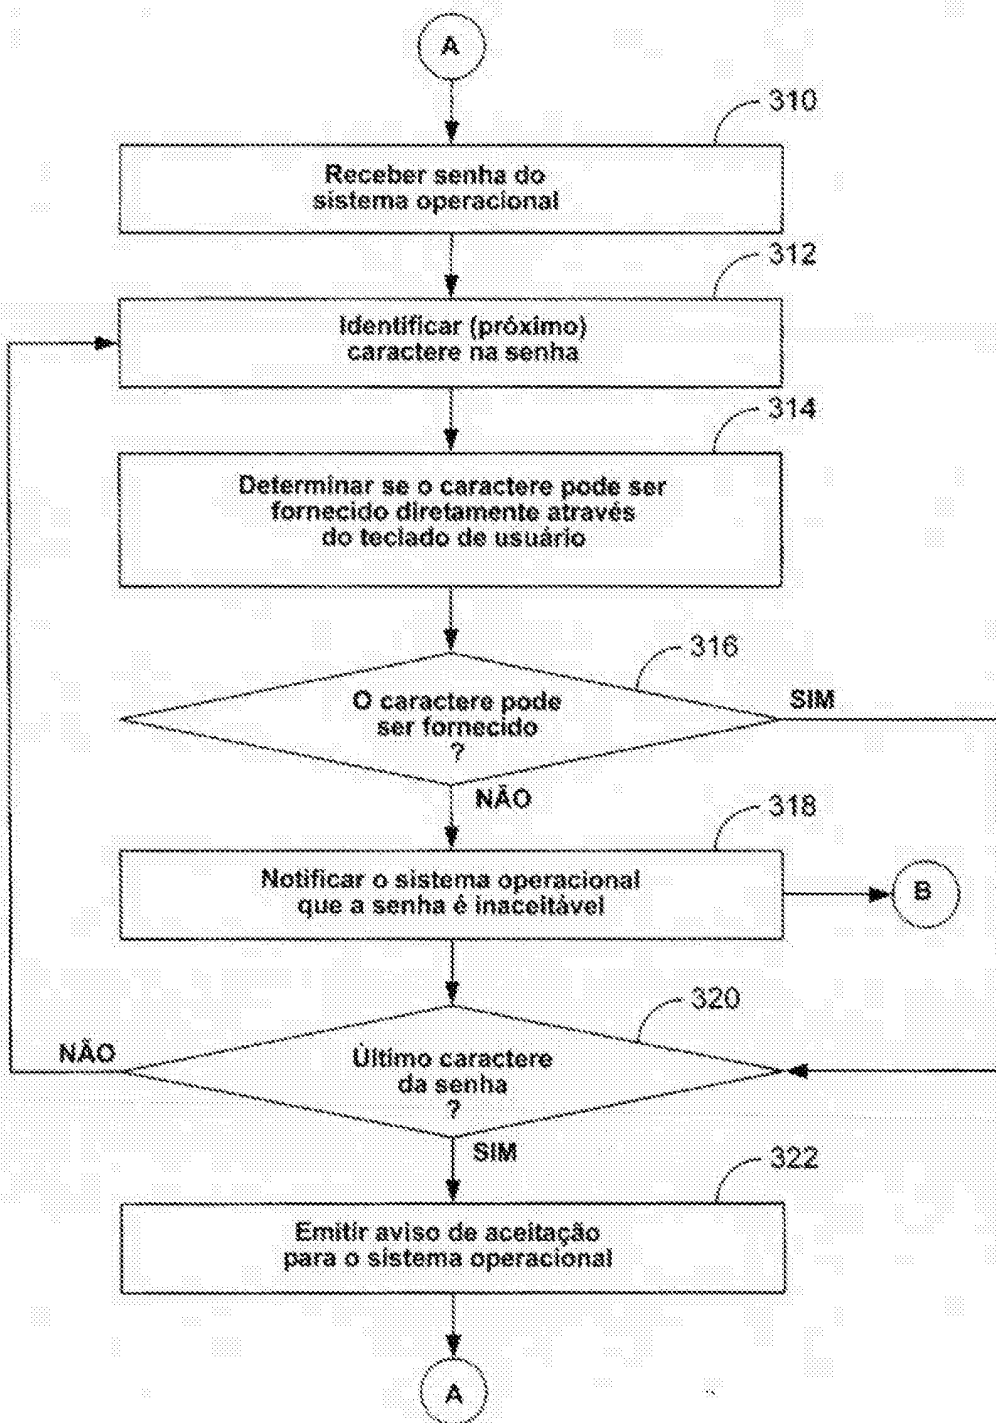 A
310
Receber senha do
sistema operacional
312
Identificar (próximo)
caractere na senha
314
Determinar se o caractere pode ser
fornecido diretamente através
do teclado de usuário
316
O caractere pode
ser fornecido
?
SIM
NÃO
318
Notificar o sistema operacional
que a senha é inaceitável
B
320
NÃO
Último caractere
da senha
?
SIM
322
Emitir aviso de aceitação
para o sistema operacional
A